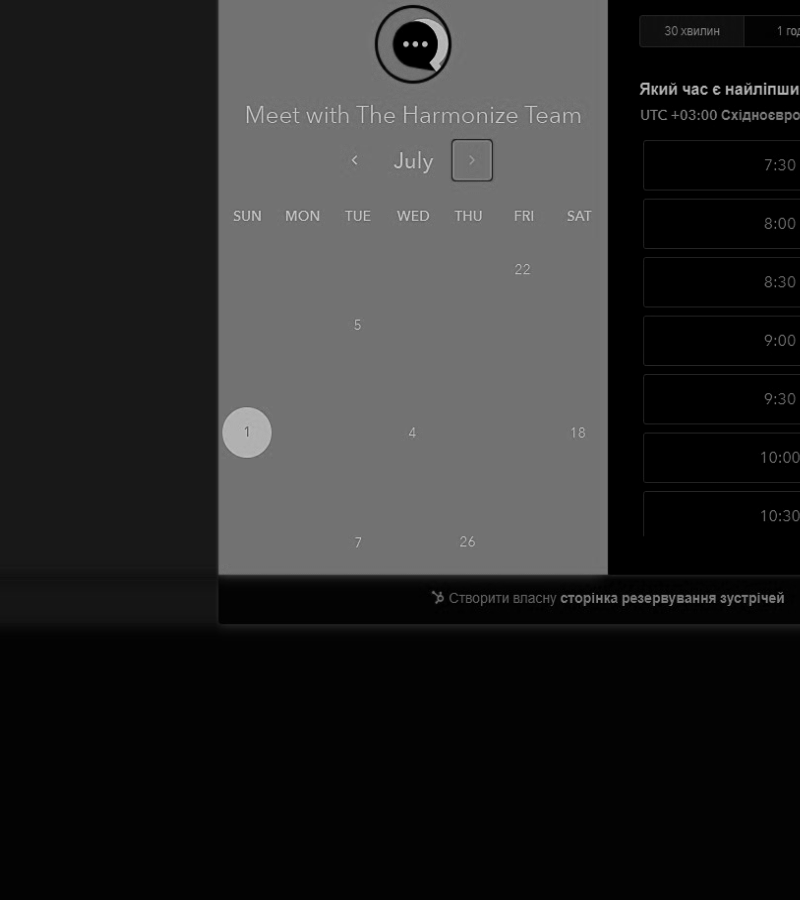 Meet with The Harmonize Team
July
SUN MON TUE WED THU FRI SAT
22
5
1 4 18
7 26
30 хвилин 1 год
Який час є найліпши
UTC +03:00 Східноєвро
7:30
8:00
8:30
9:00
9:30
10:00
10:30
Створити власну сторінка резервування зустрічей